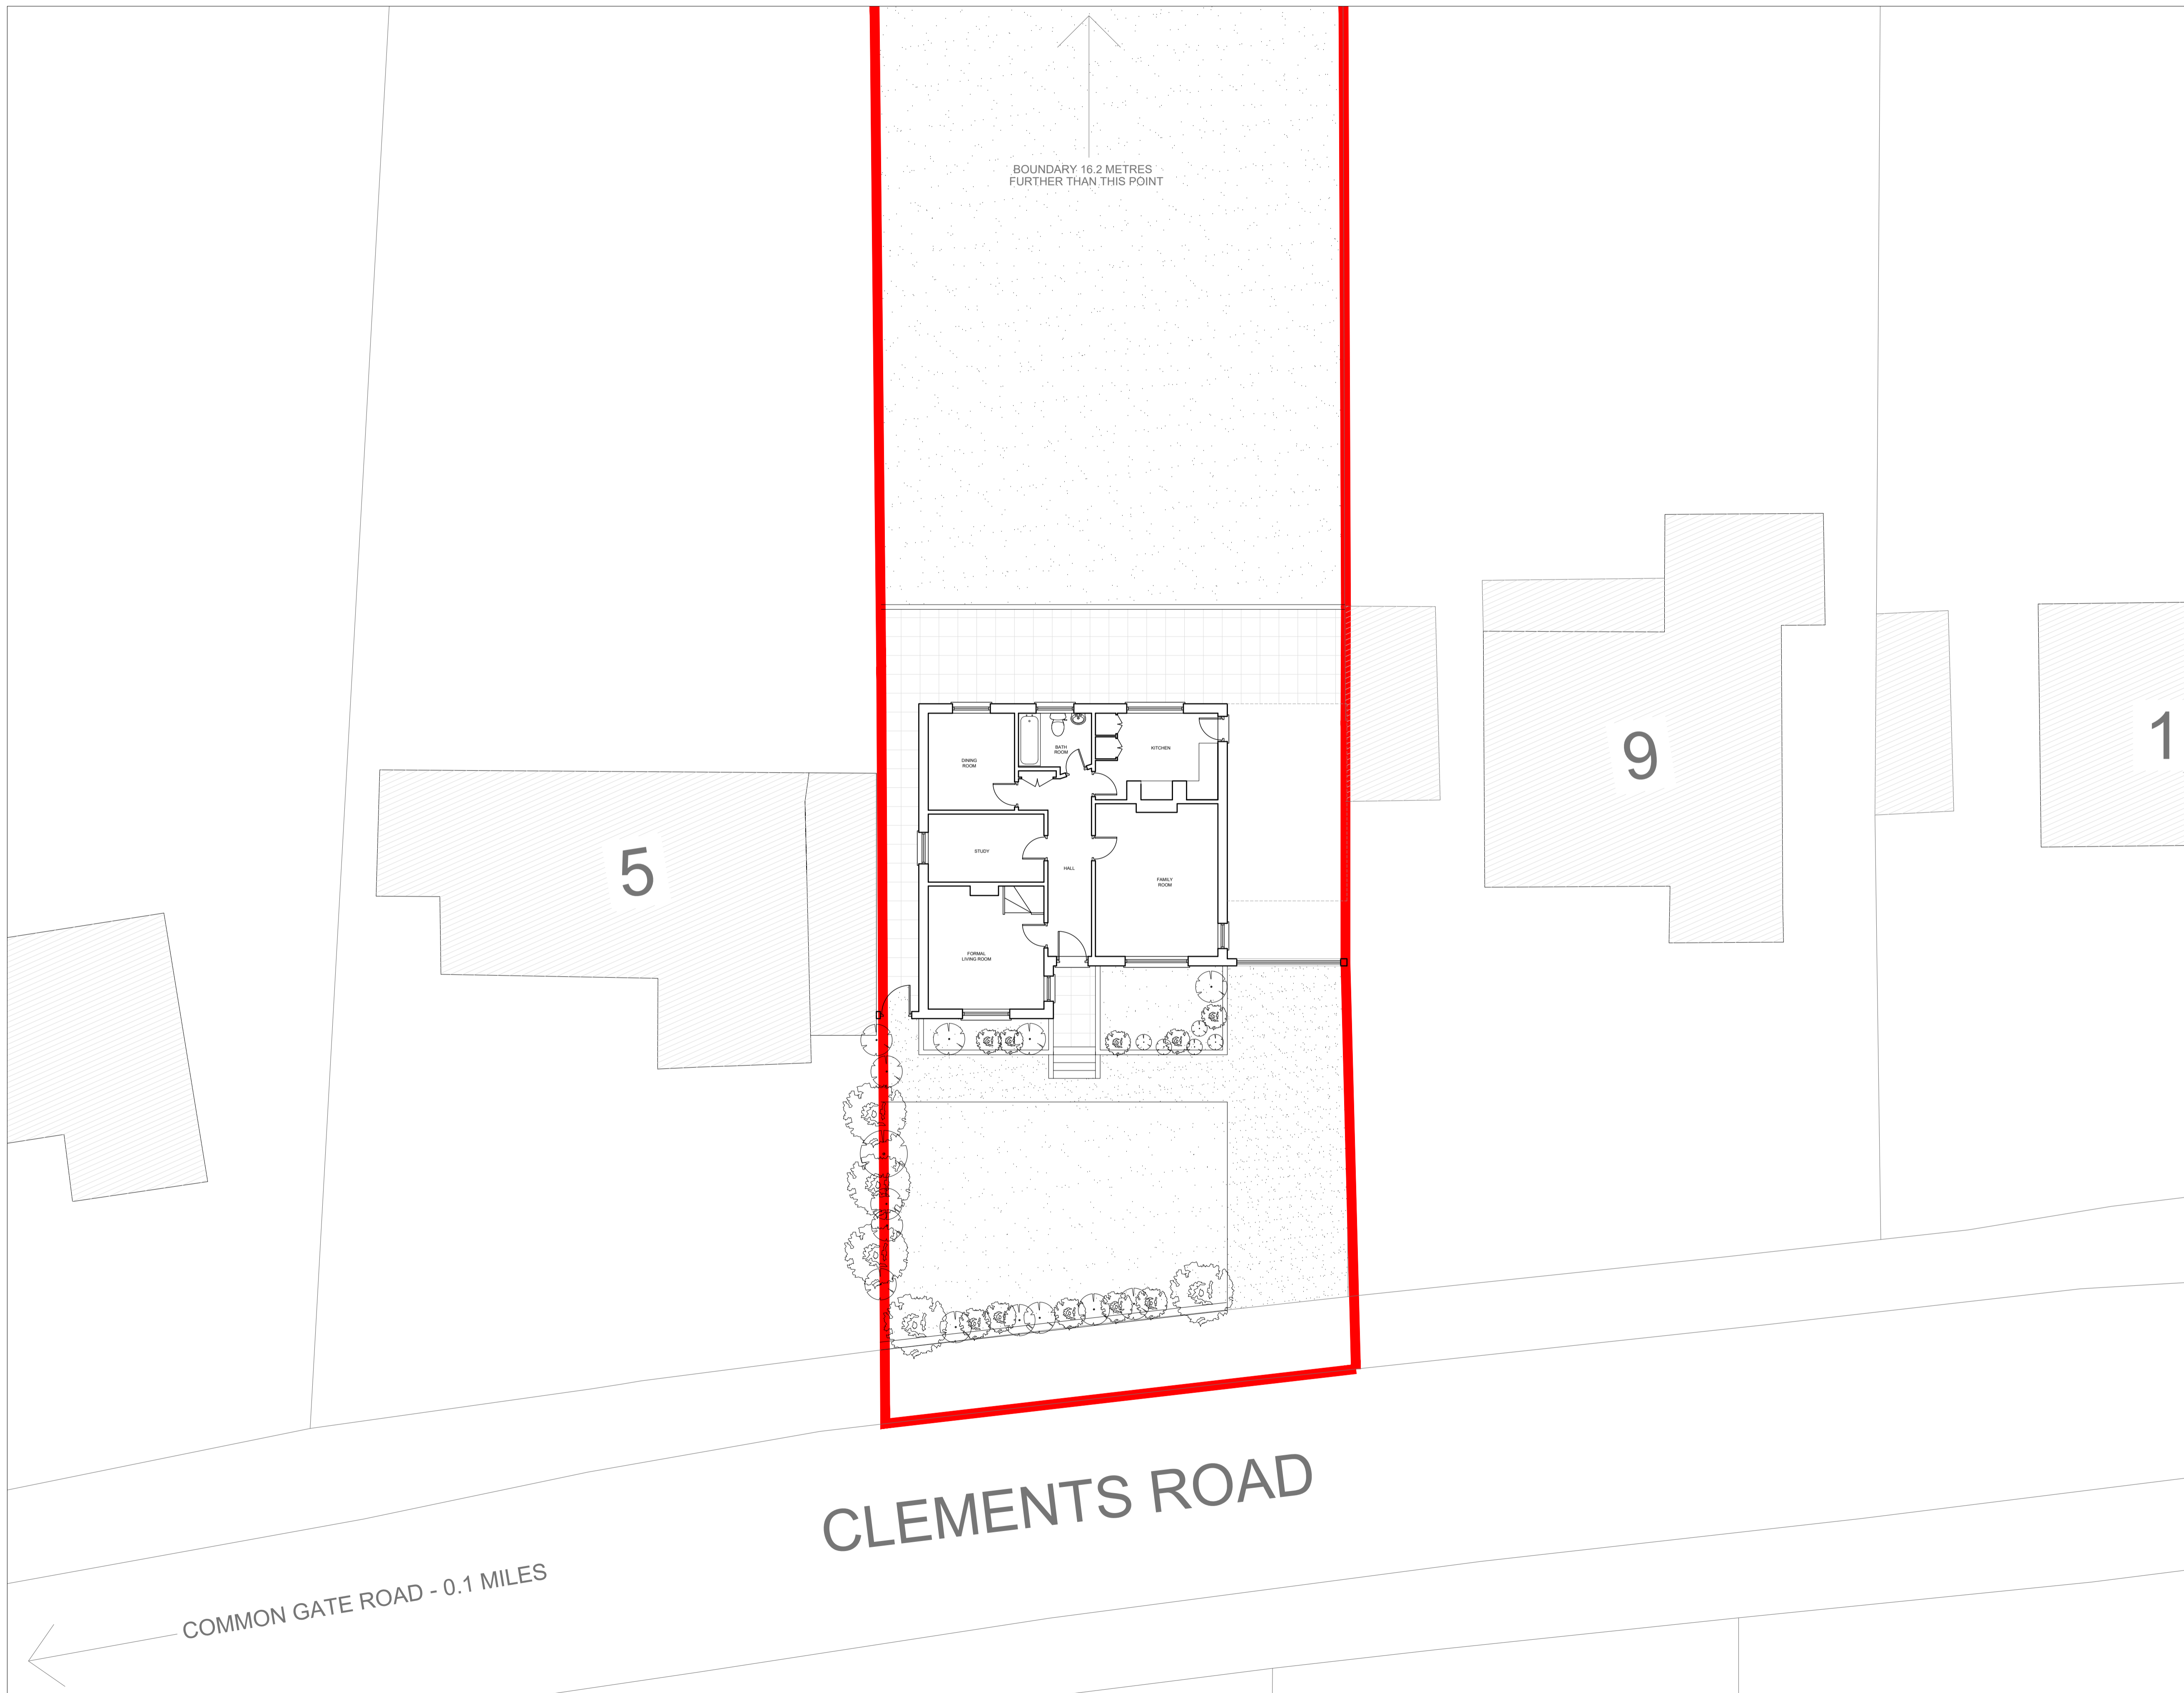 BOUNDARY 16.2 METRES
FURTHER THAN THIS POINT
DINING
ROOM
BATH
ROOM
KITCHEN
STUDY
HALL
FAMILY
ROOM
FORMAL
LIVING ROOM
5
9
1
CLEMENTS ROAD
COMMON GATE ROAD - 0.1 MILES